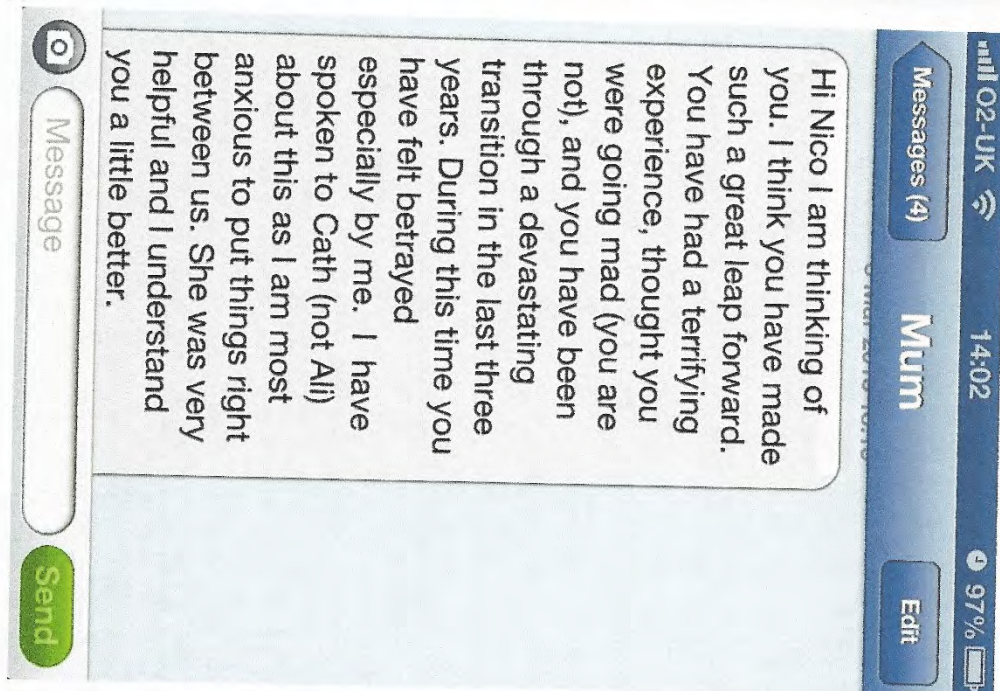 O2-UK 14:02 97%
Messages (4) Mum Edit
Hi Nico I am thinking of
you. I think you have made
such a great leap forward.
You have had a terrifying
experience, thought you
were going mad (you are
not), and you have been
through a devastating
transition in the last three
years. During this time you
have felt betrayed
especially by me. I have
spoken to Cath (not Ali)
about this as I am most
anxious to put things right
between us. She was very
helpful and I understand
you a little better.
Message Send